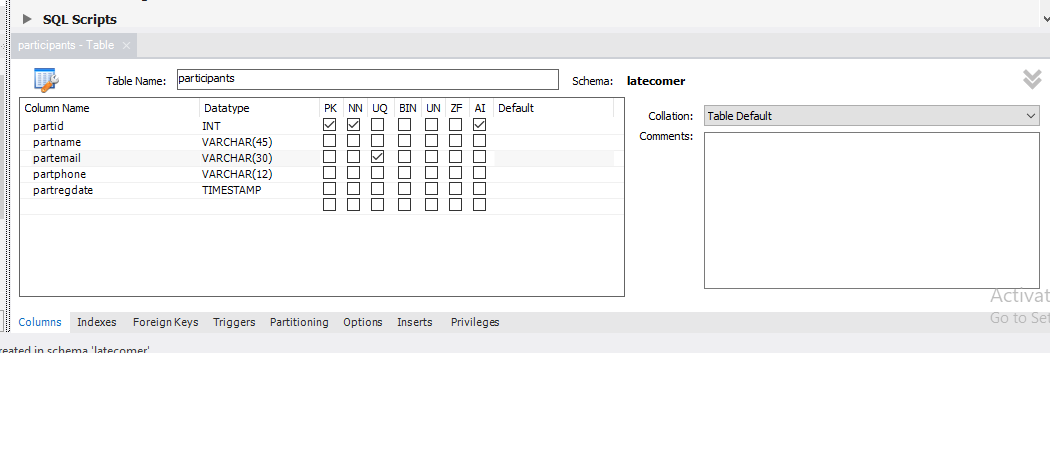 SQL Scripts
participants - Table
Table Name: participants Schema: latecomer
Column Name Datatype PK NN UQ BIN UN ZF AI Default
partid INT
partname VARCHAR(45)
partemail VARCHAR(30)
partphone VARCHAR(12)
partregdate TIMESTAMP
Collation: Table Default
Comments:
Activat
Go to Set
Columns Indexes Foreign Keys Triggers Partitioning Options Inserts Privileges
reated in schema 'latecomer'